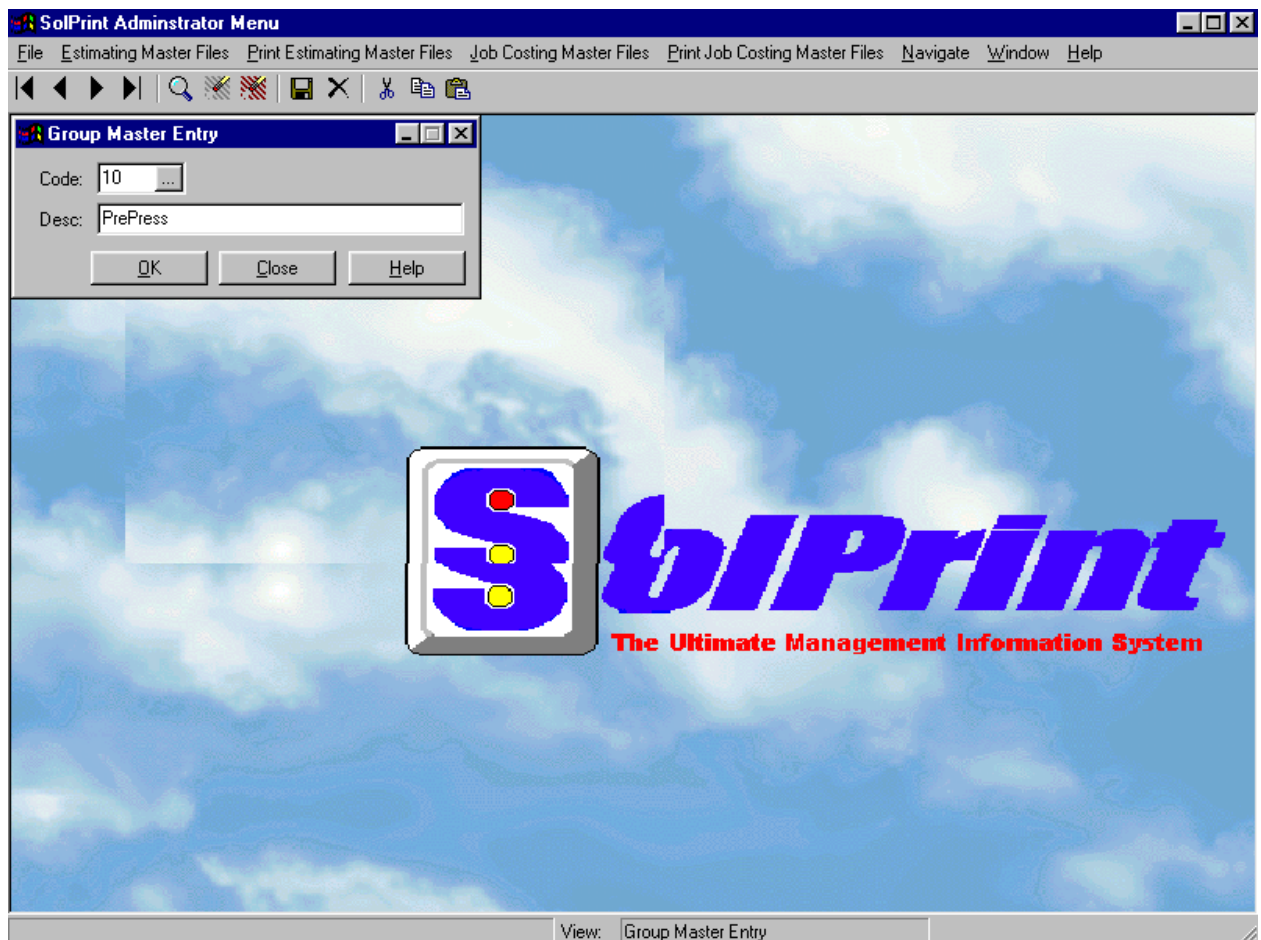 SolPrint Adminstrator Menu
File Estimating Master Files Print Estimating Master Files Job Costing Master Files Print Job Costing Master Files Navigate Window Help
Group Master Entry
Code: 10 ...
Desc: PrePress
OK Close Help
SolPrint
The Ultimate Management Information System
View: Group Master Entry